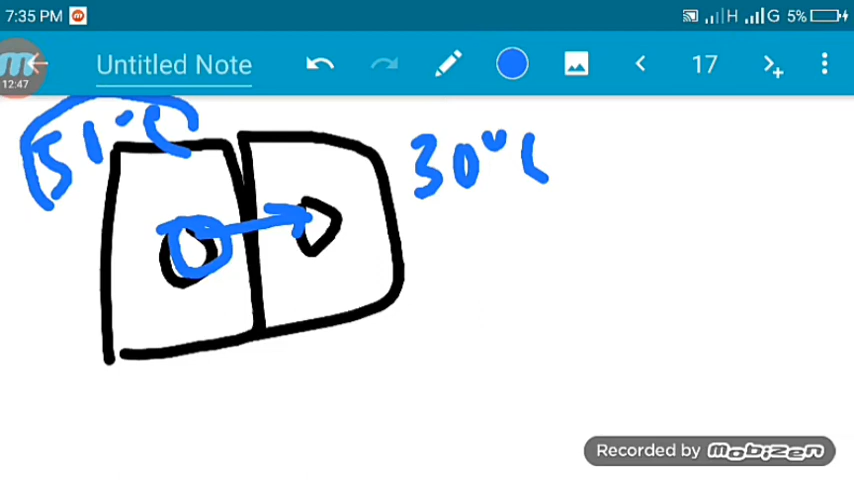 7:35 PM H G 5%
12:47
Untitled Note 17
51°C
30°C
Recorded by mobizen